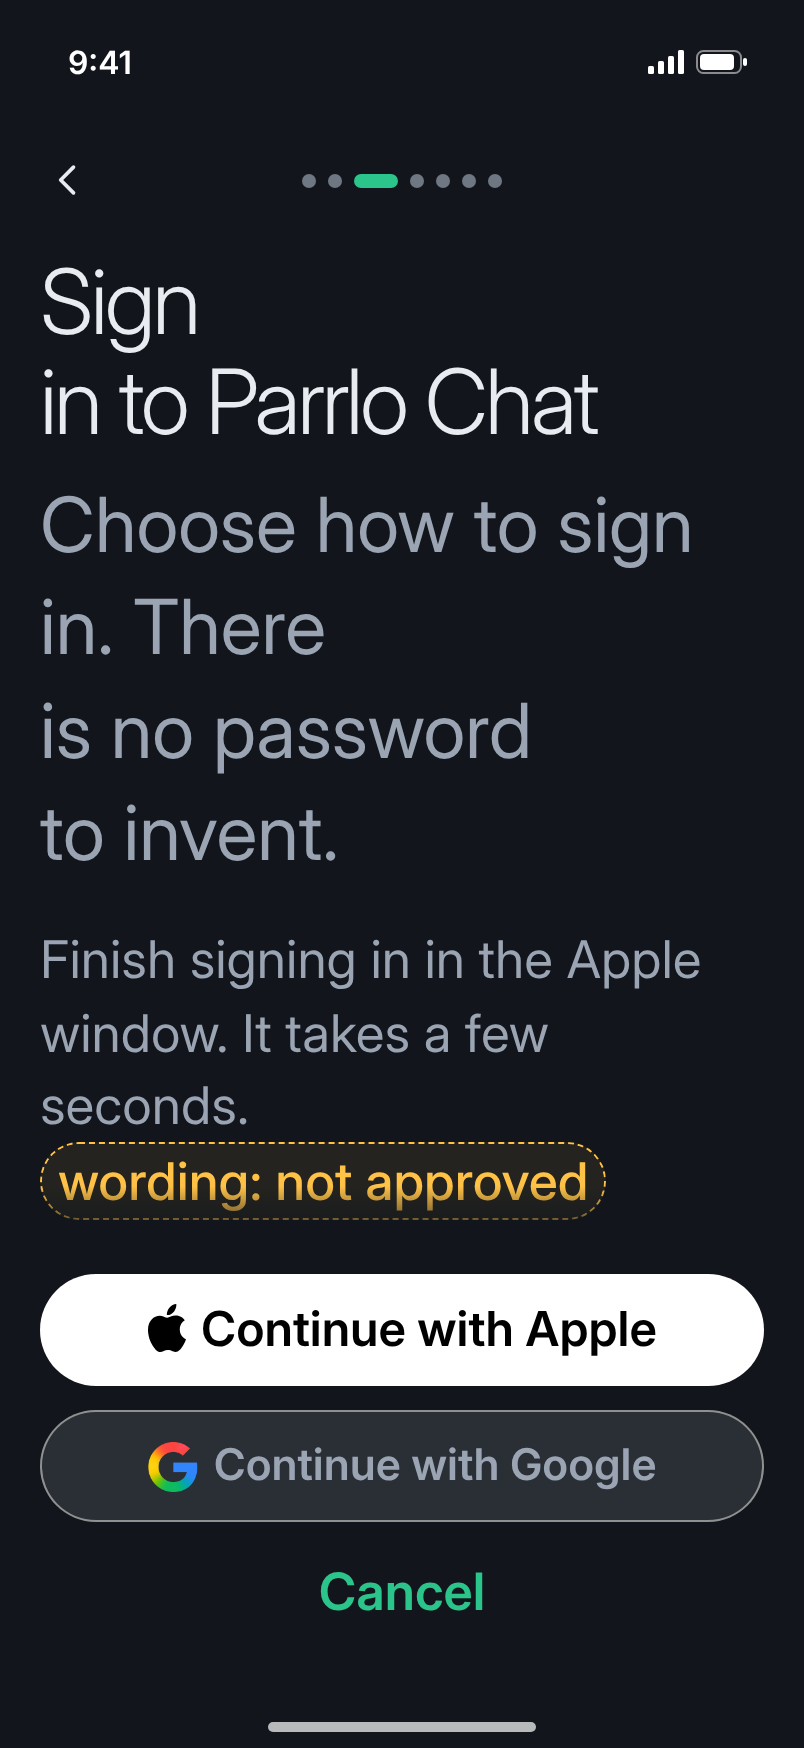 9:41
Sign
in to Parrlo Chat
Choose how to sign
in. There
is no password
to invent.
Finish signing in in the Apple
window. It takes a few
seconds.
wording: not approved
Continue with Apple
Continue with Google
Cancel